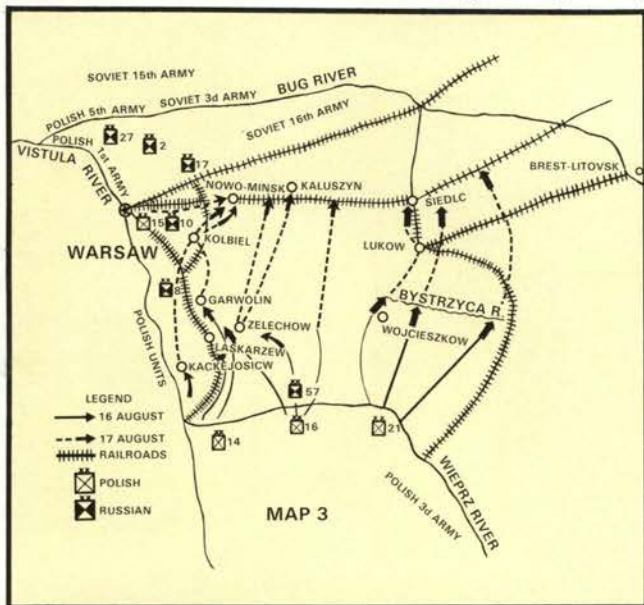 SOVIET 15th ARMY
BUG RIVER
POLISH 5th ARMY
SOVIET 3d ARMY
SOVIET 16th ARMY
POLISH
1st ARMY
VISTULA
RIVER
27
2
17
NOWO-MINSK
KALUSZYN
SIEDLC
BREST-LITOVSK
15
10
WARSAW
KOLBIEL
LUKOW
8
GARWOLIN
BYSTRZYCA R.
ZELECHOW
WOJCIESZKOW
LASKARZEW
POLISH UNITS
KACKEJOSICW
57
14
16
21
LEGEND
16 AUGUST
17 AUGUST
RAILROADS
POLISH
RUSSIAN
MAP 3
POLISH 3d ARMY
WIEPRZ RIVER